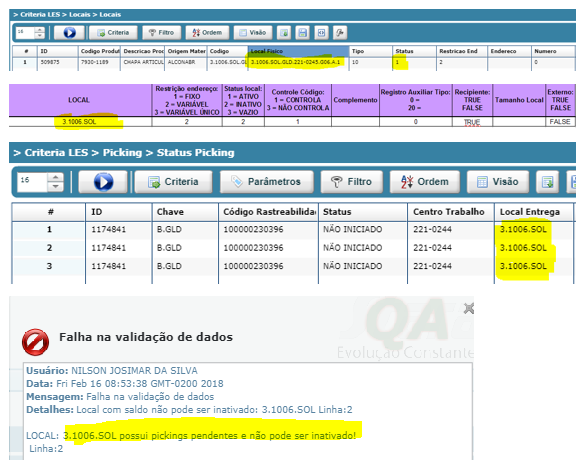 > Criteria LES > Locais > Locais
16 Criteria Filtro Ordem Visão
# ID Codigo Produt Descricao Proc Origem Mater Codigo Local Fisico Tipo Status Restricao End Endereco Numero
1 509875 7930-1189 CHAPA ARTICUL ALCONABR 3.1006.SOL.GL 3.1006.SOL.GLD.221-0245.G06.A.1 10 1 2 0
LOCAL Restrição endereço: 1 = FIXO 2 = VARIÁVEL 3 = VARIÁVEL ÚNICO Status local: 1 = ATIVO 2 = INATIVO 3 = VAZIO Controle Código: 1 = CONTROLA 3 = NÃO CONTROLA Complemento Registro Auxiliar Tipo: 0 = 20 = Recipiente: TRUE FALSE Tamanho Local Externo: TRUE FALSE
3.1006.SOL 2 2 1 0 TRUE FALSE
> Criteria LES > Picking > Status Picking
16 Criteria Parâmetros Filtro Ordem Visão
# ID Chave Código Rastreabilida Status Centro Trabalho Local Entrega
1 1174841 B.GLD 100000230396 NÃO INICIADO 221-0244 3.1006.SOL
2 1174841 B.GLD 100000230396 NÃO INICIADO 221-0244 3.1006.SOL
3 1174841 B.GLD 100000230396 NÃO INICIADO 221-0244 3.1006.SOL
QA
Evolução Constante
Falha na validação de dados
Usuário: NILSON JOSIMAR DA SILVA
Data: Fri Feb 16 08:53:38 GMT-0200 2018
Mensagem: Falha na validação de dados
Detalhes: Local com saldo não pode ser inativado: 3.1006.SOL Linha:2
LOCAL: 3.1006.SOL possui pickings pendentes e não pode ser inativado!
Linha:2